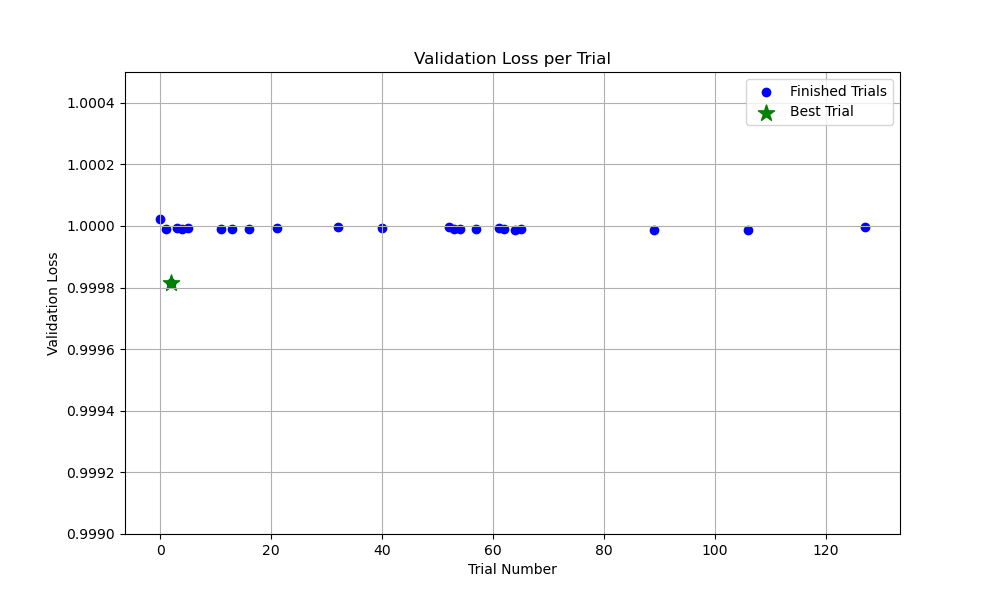 Validation Loss per Trial
Finished Trials
Best Trial
1.0004
1.0002
1.0000
0.9998
0.9996
0.9994
0.9992
0.9990
Validation Loss
0 20 40 60 80 100 120
Trial Number